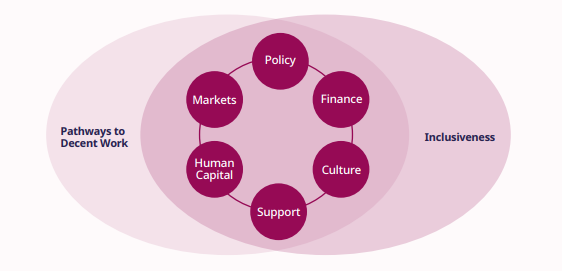 Policy
Markets
Finance
Pathways to
Decent Work
Inclusiveness
Human
Capital
Culture
Support